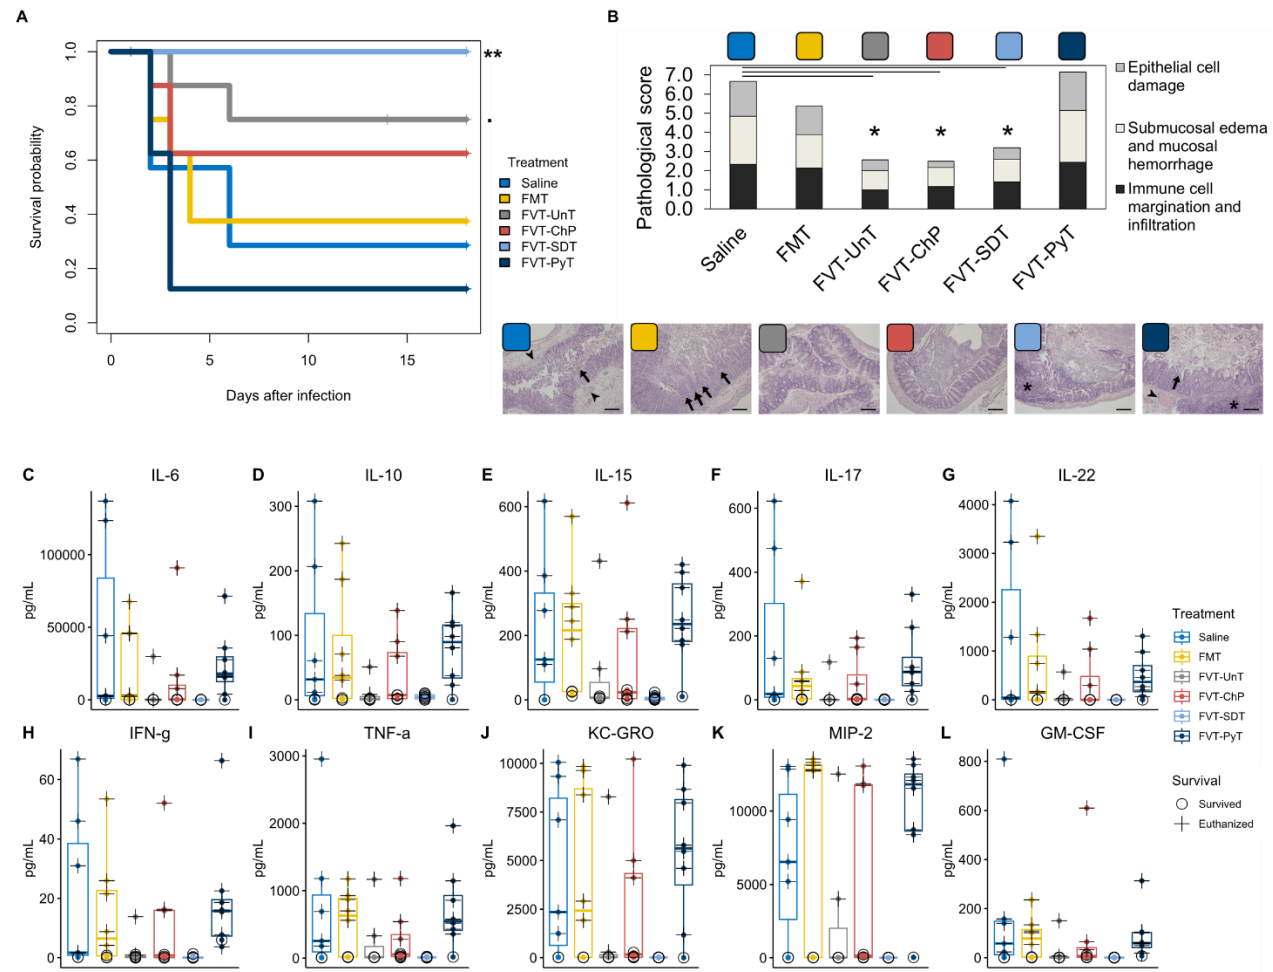 A
1.0
0.8
0.6
0.4
0.2
0.0
Survival probability
0
5
10
15
Days after infection
**
.
Treatment
Saline
FMT
FVT-UnT
FVT-ChP
FVT-SDT
FVT-PyT
B
7.0
6.0
5.0
4.0
3.0
2.0
1.0
0.0
Pathological score
*
*
*
Saline
FMT
FVT-UnT
FVT-ChP
FVT-SDT
FVT-PyT
Epithelial cell
damage
Submucosal edema
and mucosal
hemorrhage
Immune cell
margination and
infiltration
*
*
C
IL-6
100000
50000
0
pg/mL
D
IL-10
300
200
100
0
pg/mL
E
IL-15
600
400
200
0
pg/mL
F
IL-17
600
400
200
0
pg/mL
G
IL-22
4000
3000
2000
1000
0
pg/mL
H
IFN-g
60
40
20
0
pg/mL
I
TNF-a
3000
2000
1000
0
pg/mL
J
KC-GRO
10000
7500
5000
2500
0
pg/mL
K
MIP-2
10000
5000
0
pg/mL
L
GM-CSF
800
600
400
200
0
pg/mL
Treatment
Saline
FMT
FVT-UnT
FVT-ChP
FVT-SDT
FVT-PyT
Survival
Survived
Euthanized